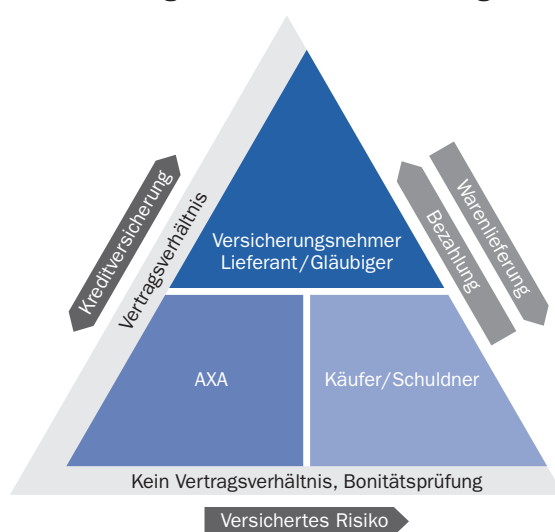 Kreditversicherung
Vertragsverhältnis
Versicherungsnehmer
Lieferant/Gläubiger
Bezahlung
Warenlieferung
AXA
Käufer/Schuldner
Kein Vertragsverhältnis, Bonitätsprüfung
Versichertes Risiko